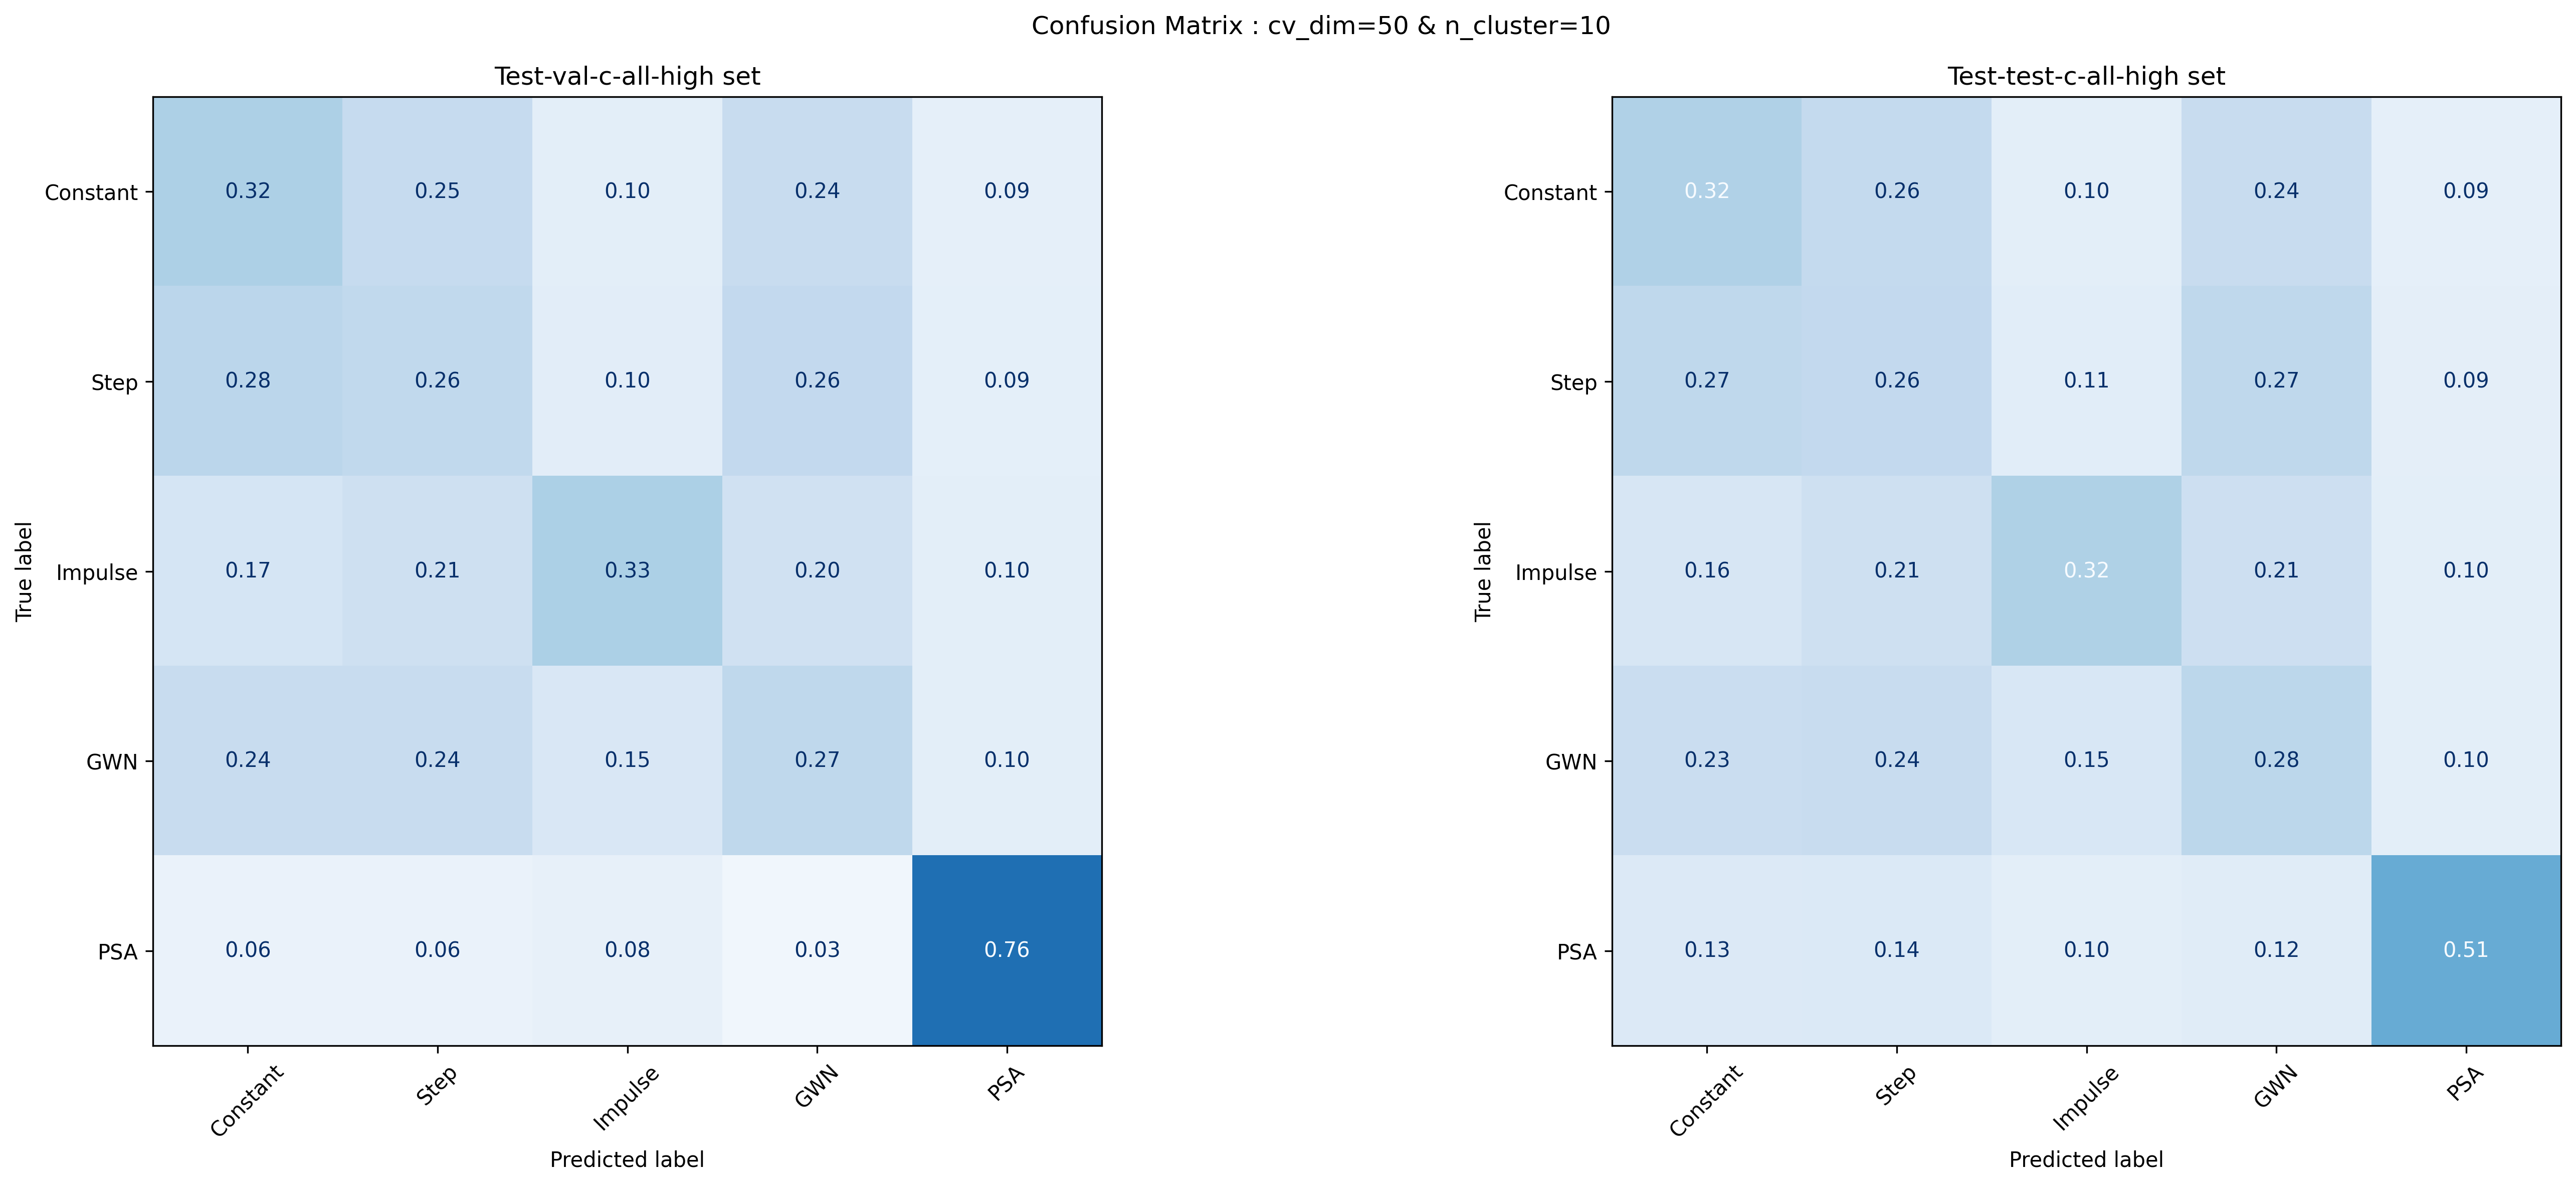 Confusion Matrix : cv_dim=50 & n_cluster=10
Test-val-c-all-high set
True label
Constant 0.32 0.25 0.10 0.24 0.09
Step 0.28 0.26 0.10 0.26 0.09
Impulse 0.17 0.21 0.33 0.20 0.10
GWN 0.24 0.24 0.15 0.27 0.10
PSA 0.06 0.06 0.08 0.03 0.76
Constant Step Impulse GWN PSA
Predicted label
Test-test-c-all-high set
True label
Constant 0.32 0.26 0.10 0.24 0.09
Step 0.27 0.26 0.11 0.27 0.09
Impulse 0.16 0.21 0.32 0.21 0.10
GWN 0.23 0.24 0.15 0.28 0.10
PSA 0.13 0.14 0.10 0.12 0.51
Constant Step Impulse GWN PSA
Predicted label